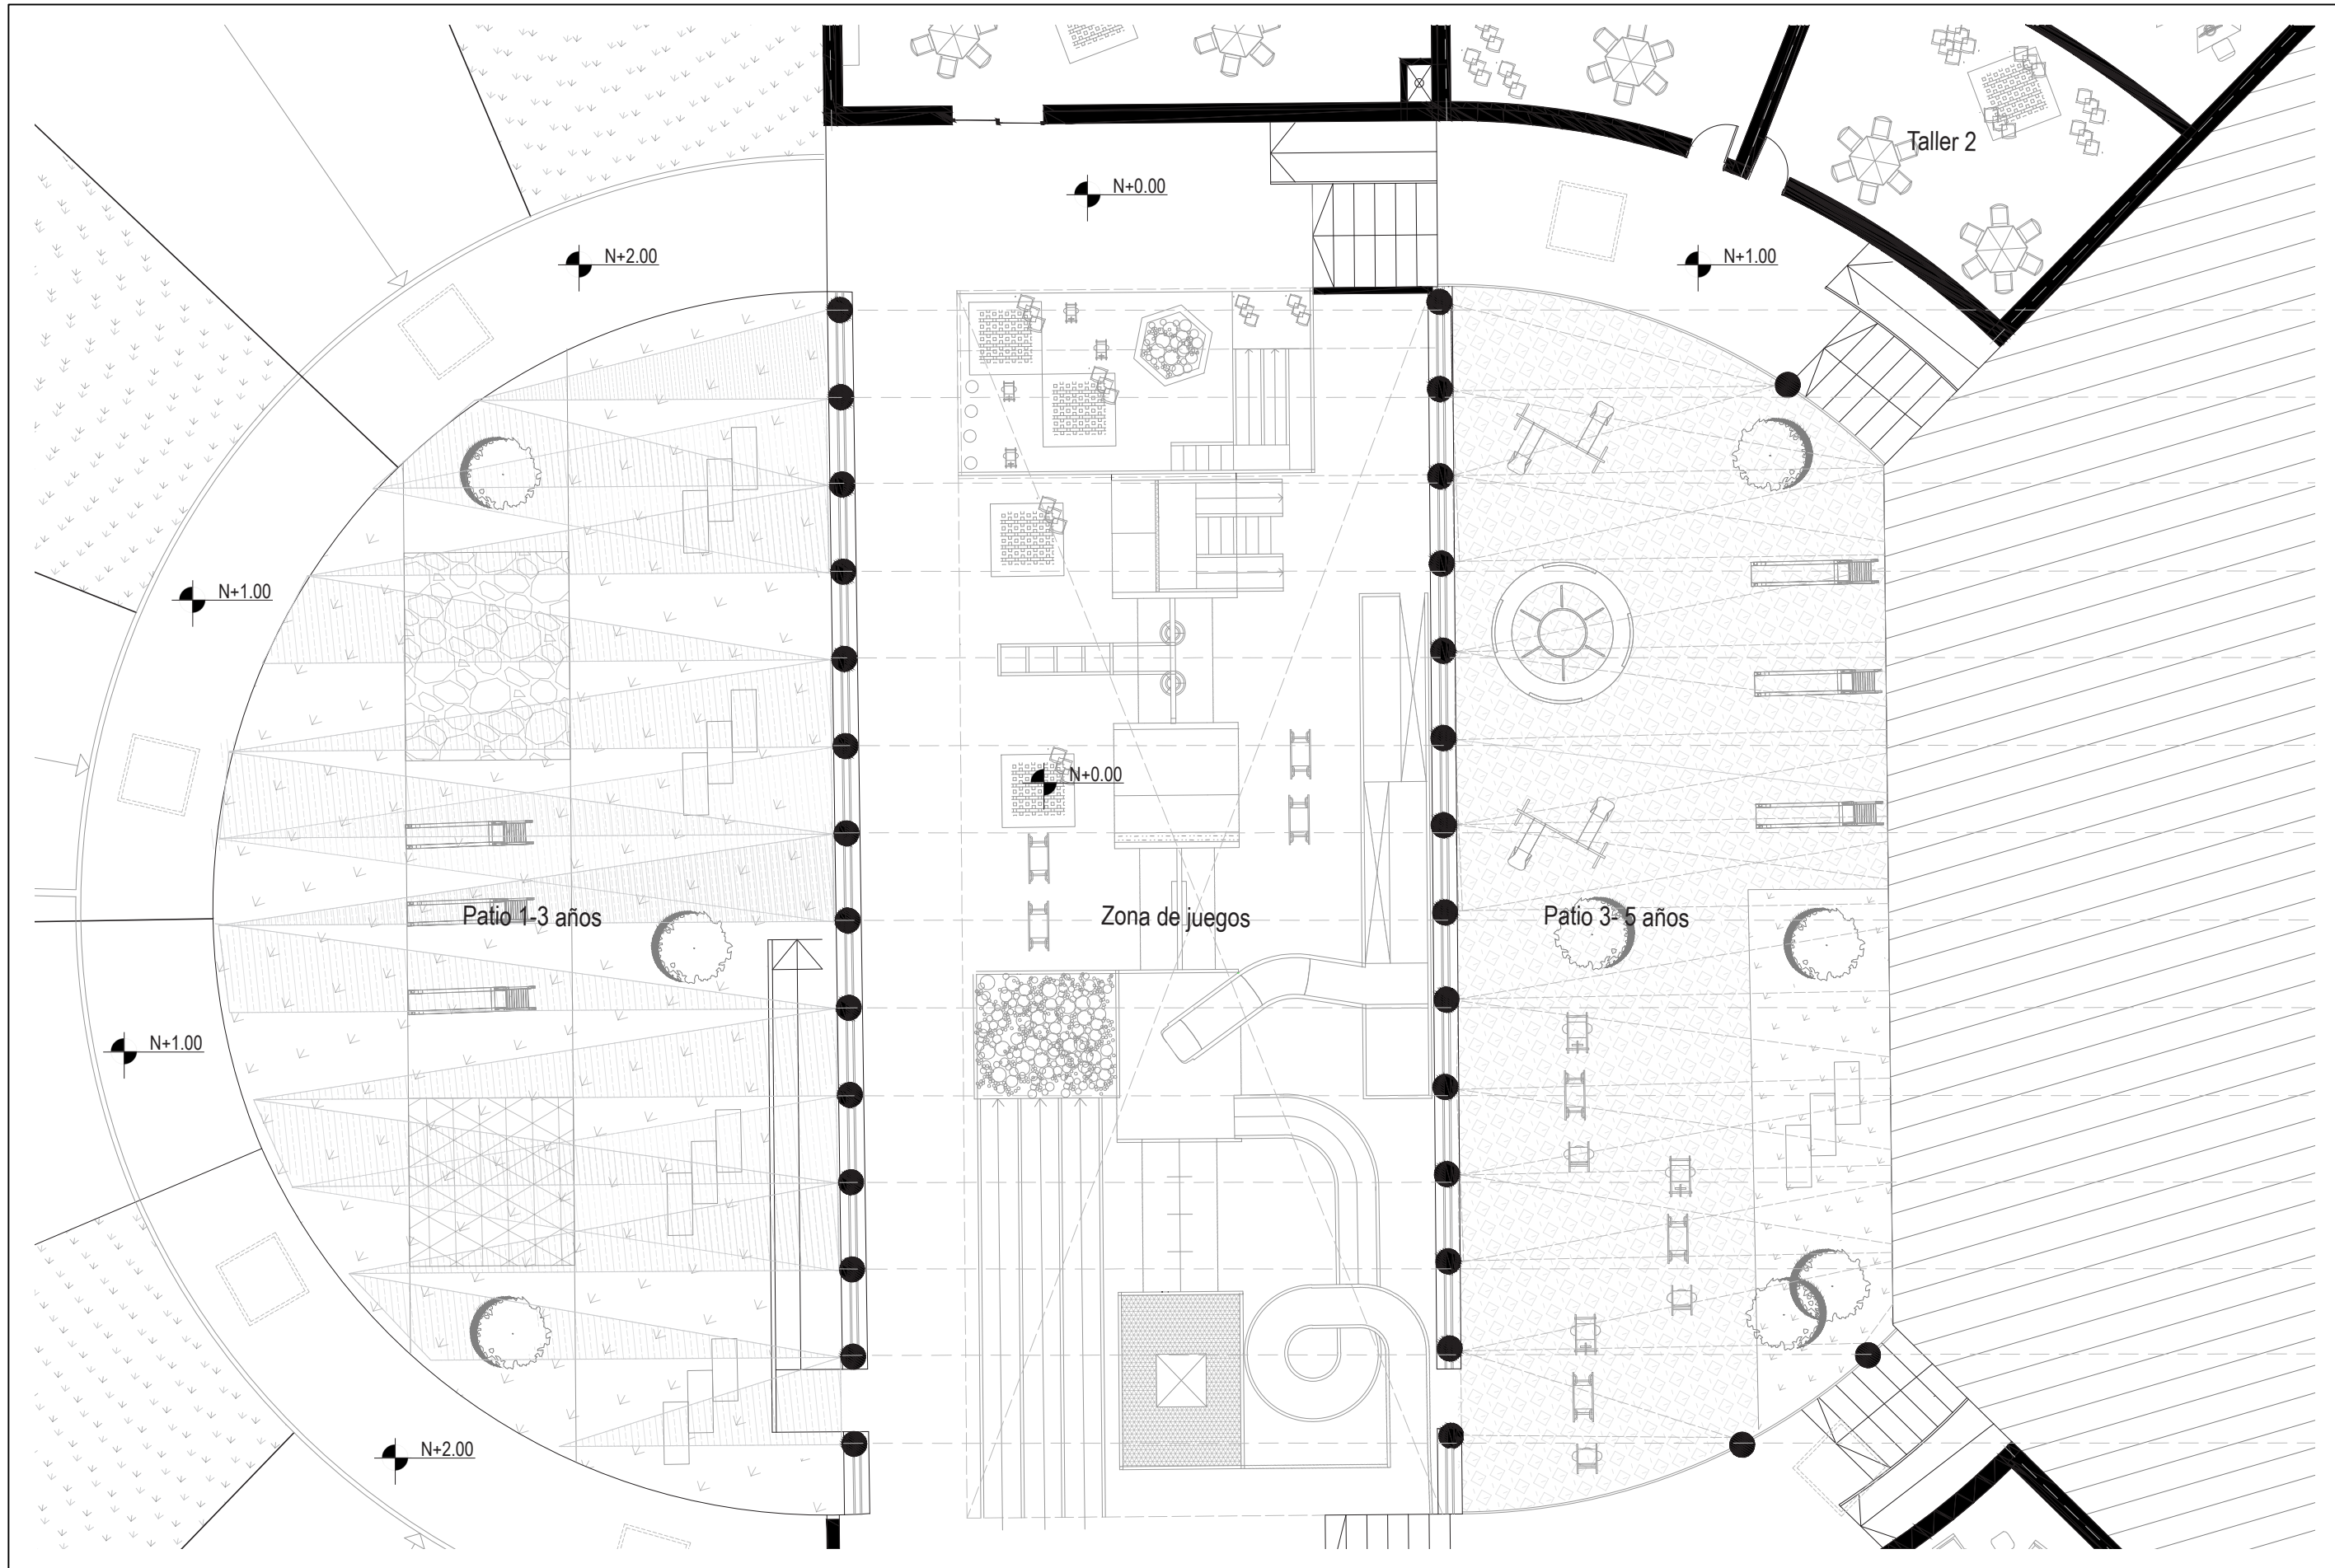 Taller 2
N+0.00
N+2.00
N+1.00
N+1.00
N+0.00
Patio 1-3 años
Zona de juegos
Patio 3- 5 años
N+1.00
N+2.00